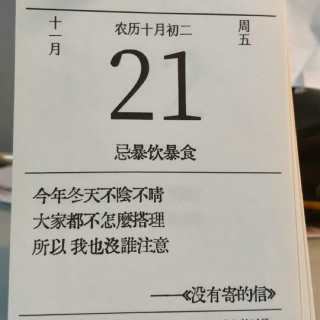 十一月
农历十月初二
周五
21
忌暴饮暴食
今年冬天不陰不晴
大家都不怎麼搭理
所以 我也沒誰注意
——《没有寄的信》